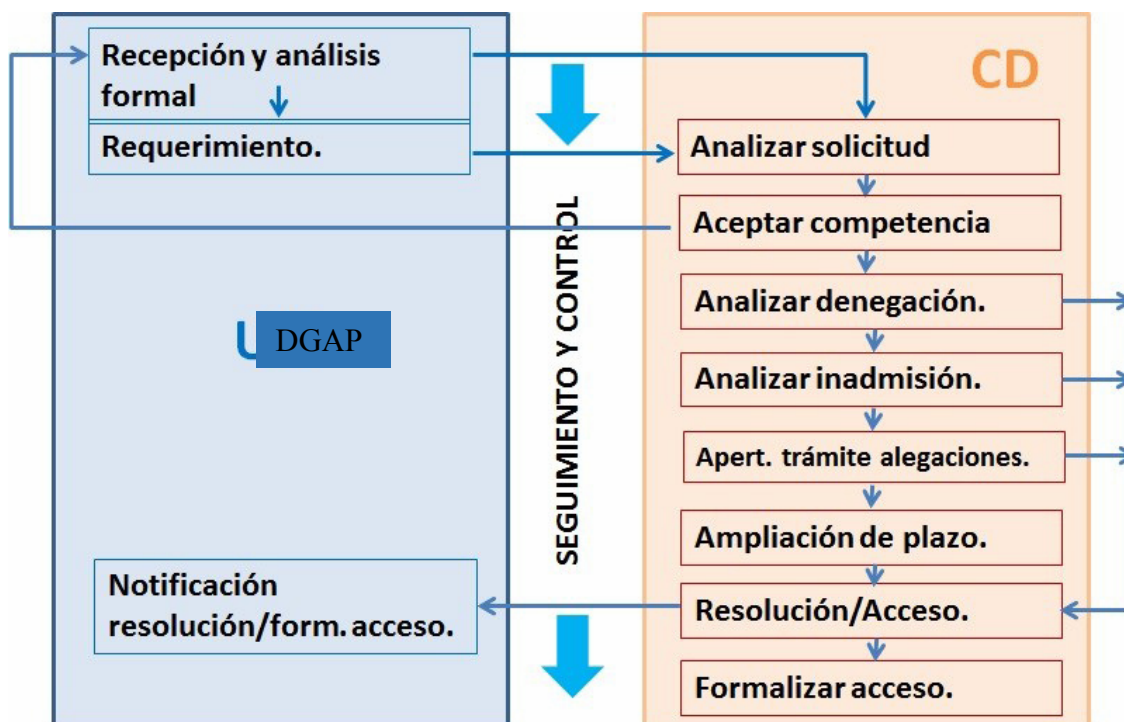 Recepción y análisis
formal
Requerimiento.
U
DGAP
Notificación
resolución/form. acceso.
SEGUIMIENTO Y CONTROL
CD
Analizar solicitud
Aceptar competencia
Analizar denegación.
Analizar inadmisión.
Apert. trámite alegaciones.
Ampliación de plazo.
Resolución/Acceso.
Formalizar acceso.